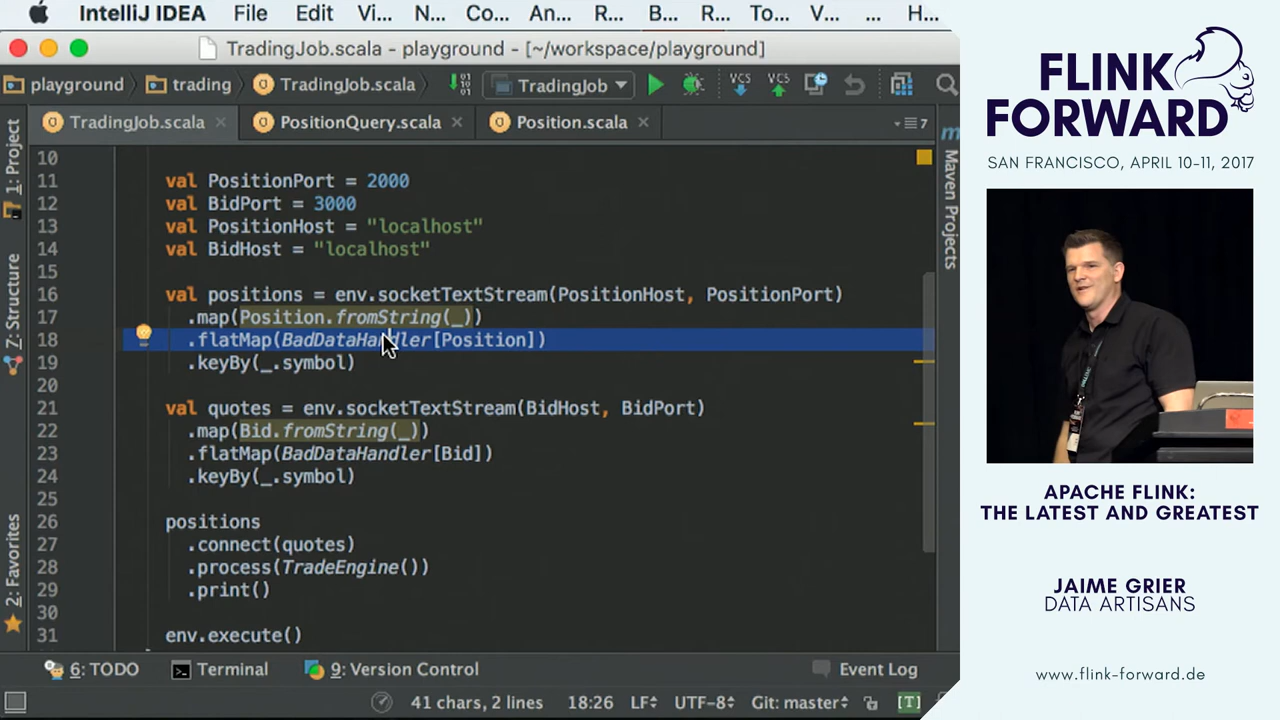 IntelliJ IDEA File Edit Vi... N... Co... An... R... B... R... To... V... ... H...
TradingJob.scala - playground - [~/workspace/playground]
playground trading TradingJob.scala TradingJob VCS VCS
TradingJob.scala PositionQuery.scala Position.scala 7
1: Project
Z: Structure
2: Favorites
Maven Projects
10
11 val PositionPort = 2000
12 val BidPort = 3000
13 val PositionHost = "localhost"
14 val BidHost = "localhost"
15
16 val positions = env.socketTextStream(PositionHost, PositionPort)
17 .map(Position.fromString(_))
18 .flatMap(BadDataHandler[Position])
19 .keyBy(_.symbol)
20
21 val quotes = env.socketTextStream(BidHost, BidPort)
22 .map(Bid.fromString(_))
23 .flatMap(BadDataHandler[Bid])
24 .keyBy(_.symbol)
25
26 positions
27 .connect(quotes)
28 .process(TradeEngine())
29 .print()
30
31 env.execute()
6: TODO Terminal 9: Version Control Event Log
41 chars, 2 lines 18:26 LF÷ UTF-8÷ Git: master÷ [T]
FLINK
FORWARD
SAN FRANCISCO, APRIL 10-11, 2017
APACHE FLINK:
THE LATEST AND GREATEST
JAIME GRIER
DATA ARTISANS
www.flink-forward.de